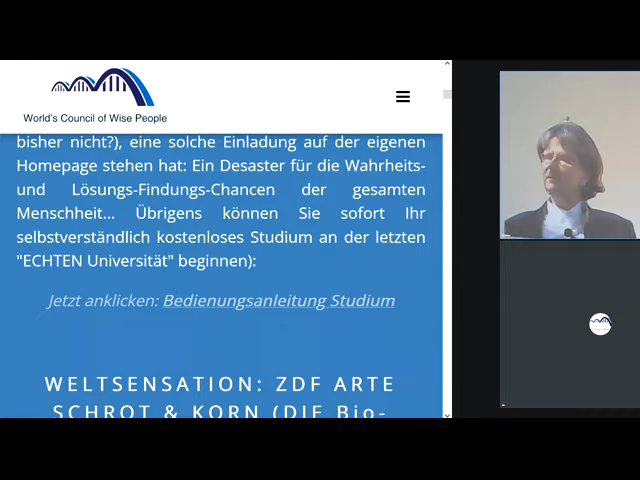 World's Council of Wise People
bisher nicht?), eine solche Einladung auf der eigenen
Homepage stehen hat: Ein Desaster für die Wahrheits-
und Lösungs-Findungs-Chancen der gesamten
Menschheit... Übrigens können Sie sofort Ihr
selbstverständlich kostenloses Studium an der letzten
"ECHTEN Universität" beginnen):
Jetzt anklicken: Bedienungsanleitung Studium
WELTSENSATION: ZDF ARTE
SCHROT & KORN (DIE Bio-